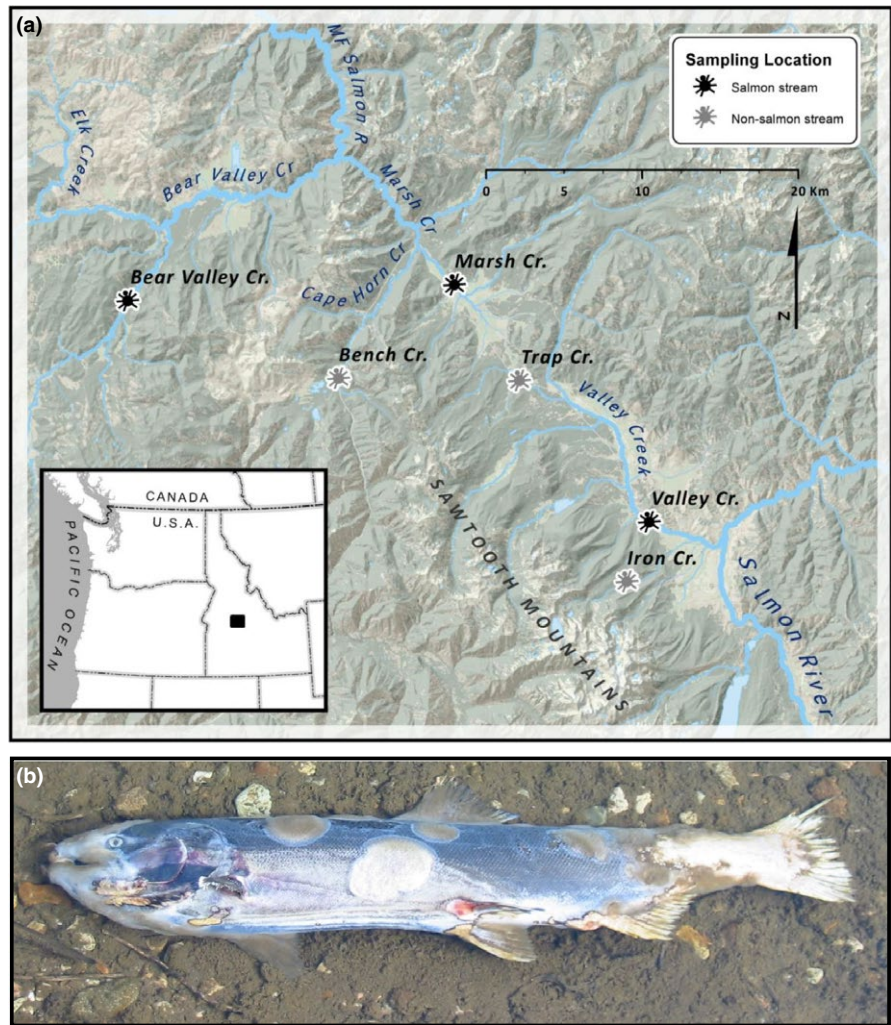 (a)
Sampling Location
Salmon stream
Non-salmon stream
MF Salmon R
Elk Creek
Bear Valley Cr
Marsh Cr
0 5 10 20 Km
Bear Valley Cr.
Cape Horn Cr
Marsh Cr.
N
Bench Cr.
Trap Cr.
Valley Creek
Valley Cr.
Iron Cr.
SAWTOOTH MOUNTAINS
Salmon River
CANADA
U.S.A.
PACIFIC OCEAN
(b)